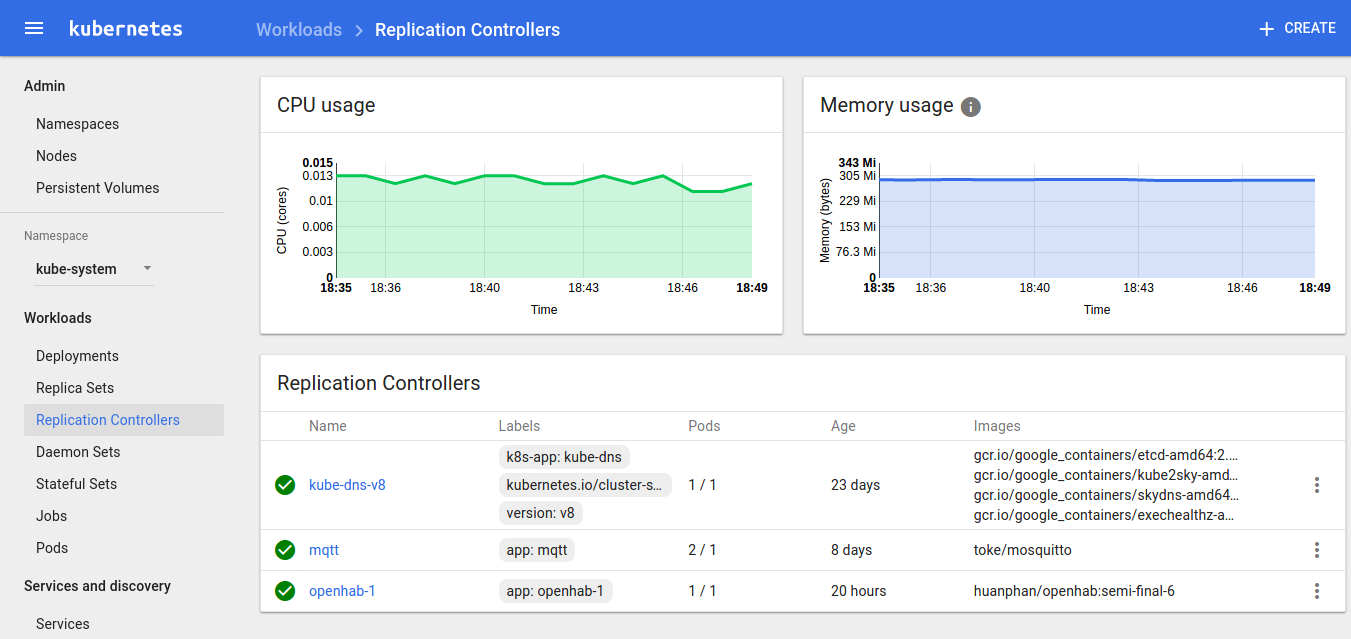 kubernetes
Workloads > Replication Controllers
+ CREATE
Admin
Namespaces
Nodes
Persistent Volumes
Namespace
kube-system
Workloads
Deployments
Replica Sets
Replication Controllers
Daemon Sets
Stateful Sets
Jobs
Pods
Services and discovery
Services
CPU usage
CPU (cores)
0.015
0.013
0.01
0.006
0.003
0
18:35 18:36 18:40 18:43 18:46 18:49
Time
Memory usage i
Memory (bytes)
343 Mi
305 Mi
229 Mi
153 Mi
76.3 Mi
0
18:35 18:36 18:40 18:43 18:46 18:49
Time
Replication Controllers
Name Labels Pods Age Images
kube-dns-v8
k8s-app: kube-dns
kubernetes.io/cluster-s...
version: v8
1 / 1
23 days
gcr.io/google_containers/etcd-amd64:2....
gcr.io/google_containers/kube2sky-amd...
gcr.io/google_containers/skydns-amd64...
gcr.io/google_containers/exechealthz-a...
mqtt app: mqtt 2 / 1 8 days toke/mosquitto
openhab-1 app: openhab-1 1 / 1 20 hours huanphan/openhab:semi-final-6